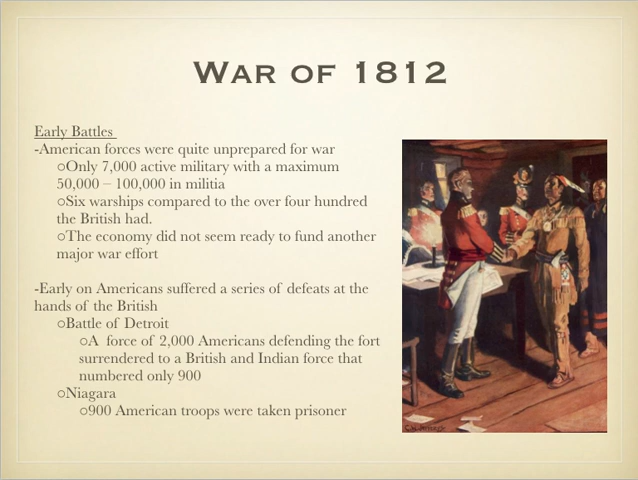 War of 1812
Early Battles
-American forces were quite unprepared for war
○Only 7,000 active military with a maximum
50,000 – 100,000 in militia
○Six warships compared to the over four hundred
the British had.
○The economy did not seem ready to fund another
major war effort
-Early on Americans suffered a series of defeats at the
hands of the British
○Battle of Detroit
○A force of 2,000 Americans defending the fort
surrendered to a British and Indian force that
numbered only 900
○Niagara
○900 American troops were taken prisoner